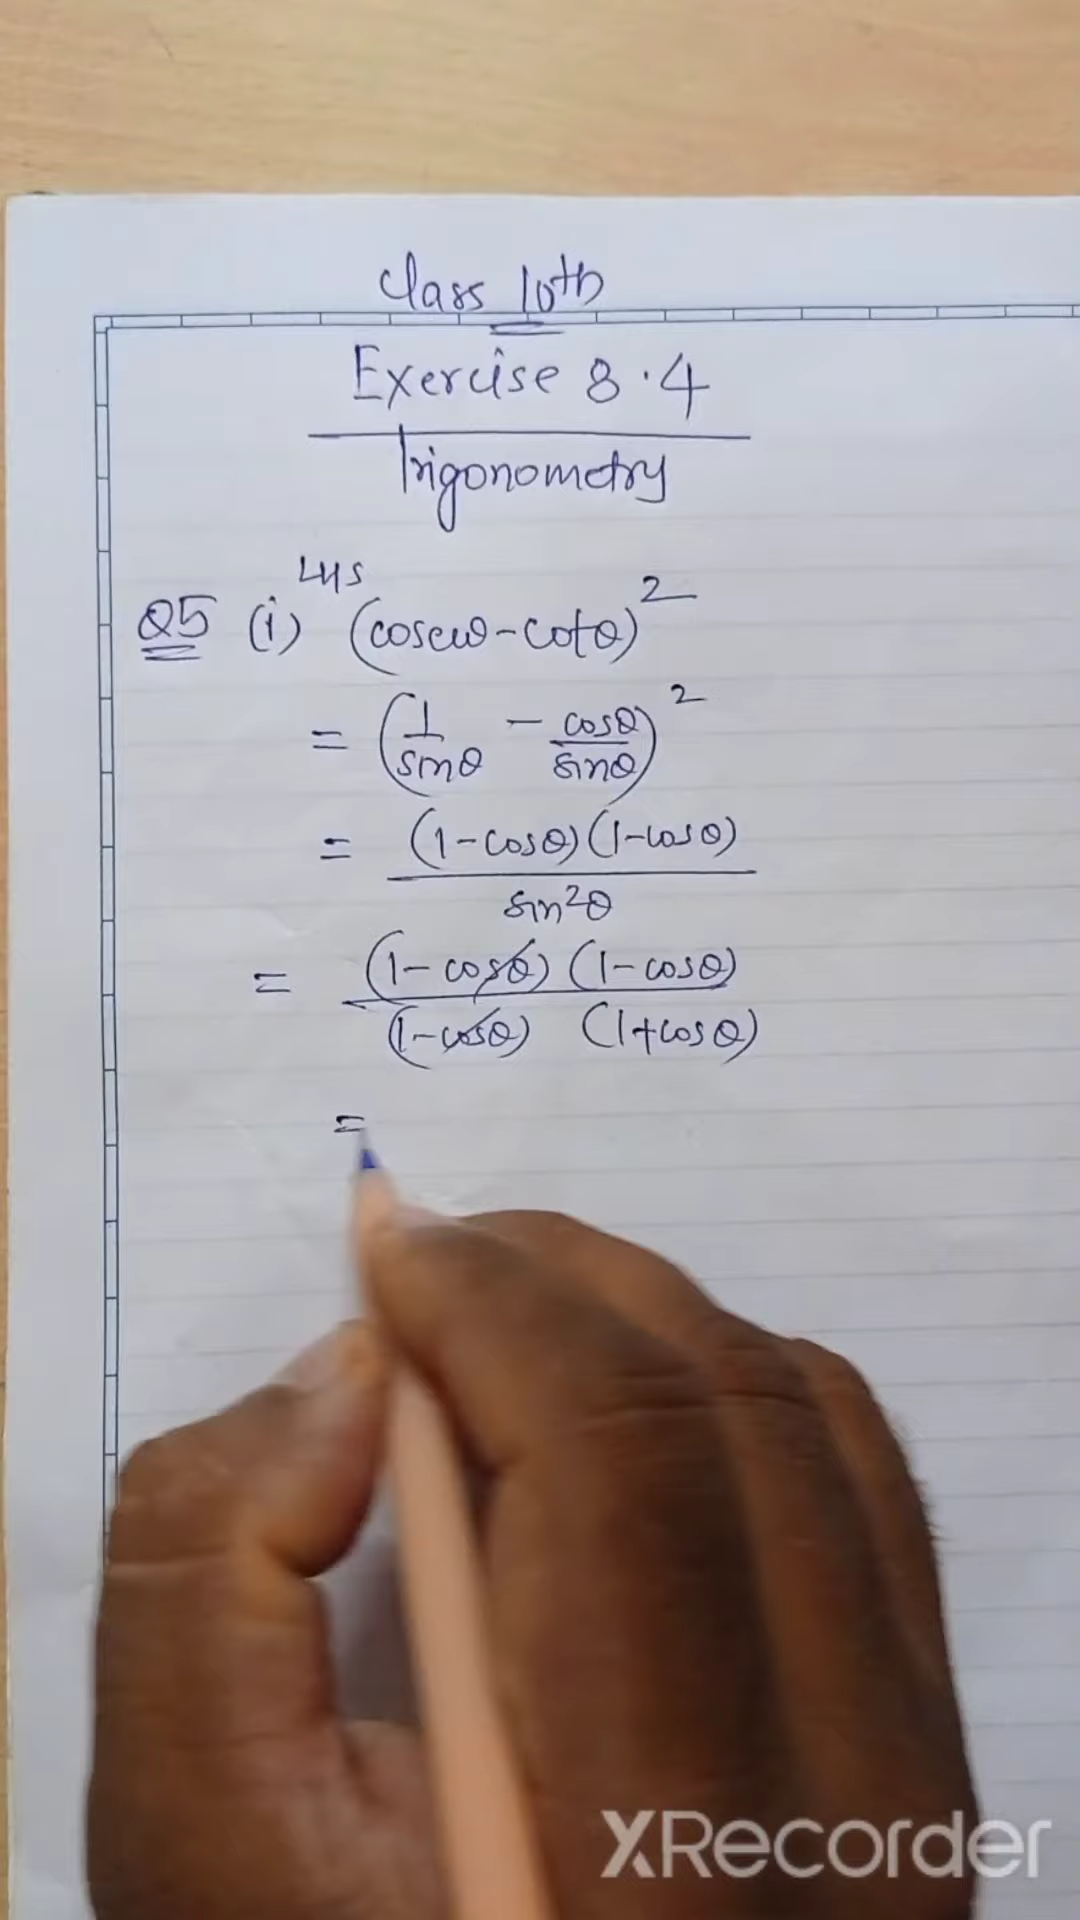 Class 10th
Exercise 8.4
Trigonometry
LHS
Q5 (i) (cosecθ - cotθ)²
= (1/sinθ - cosθ/sinθ)²
= (1-cosθ)(1-cosθ)
sin²θ
= (1-cosθ) (1-cosθ)
(1-cosθ) (1+cosθ)
=
XRecorder